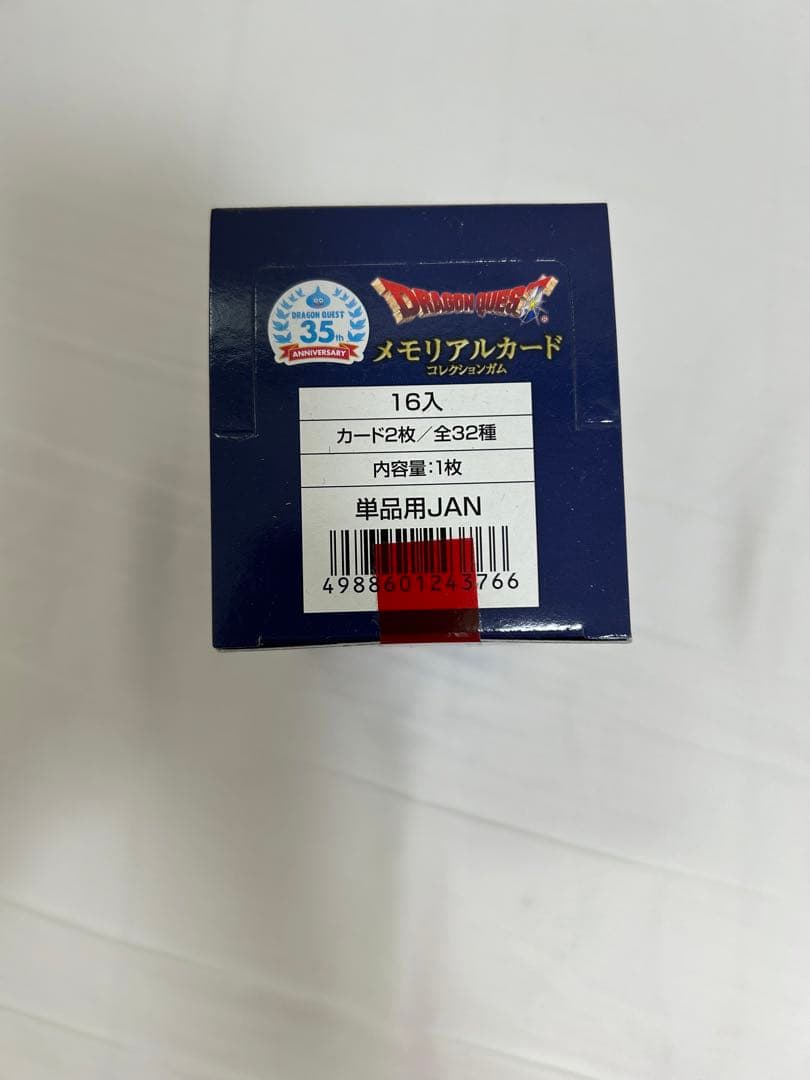 DRAGON QUEST
35th
ANNIVERSARY
DRAGON QUEST
メモリアルカード
コレクションガム
16入
カード2枚／全32種
内容量：1枚
単品用JAN
4988601243766